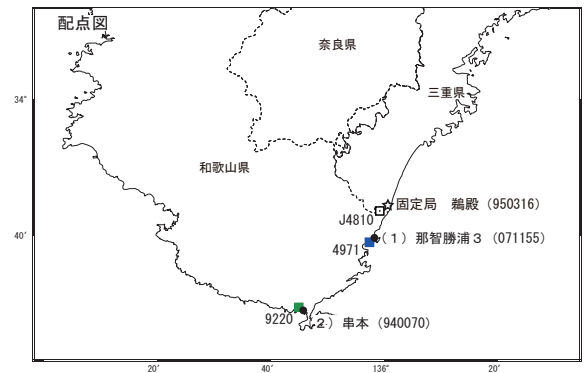 配点図
奈良県
34°
三重県
和歌山県
固定局 鵜殿（950316）
J4810
（１）那智勝浦３（071155）
40′
4971
9220
２）串本（940070）
20′ 40′ 136° 20′